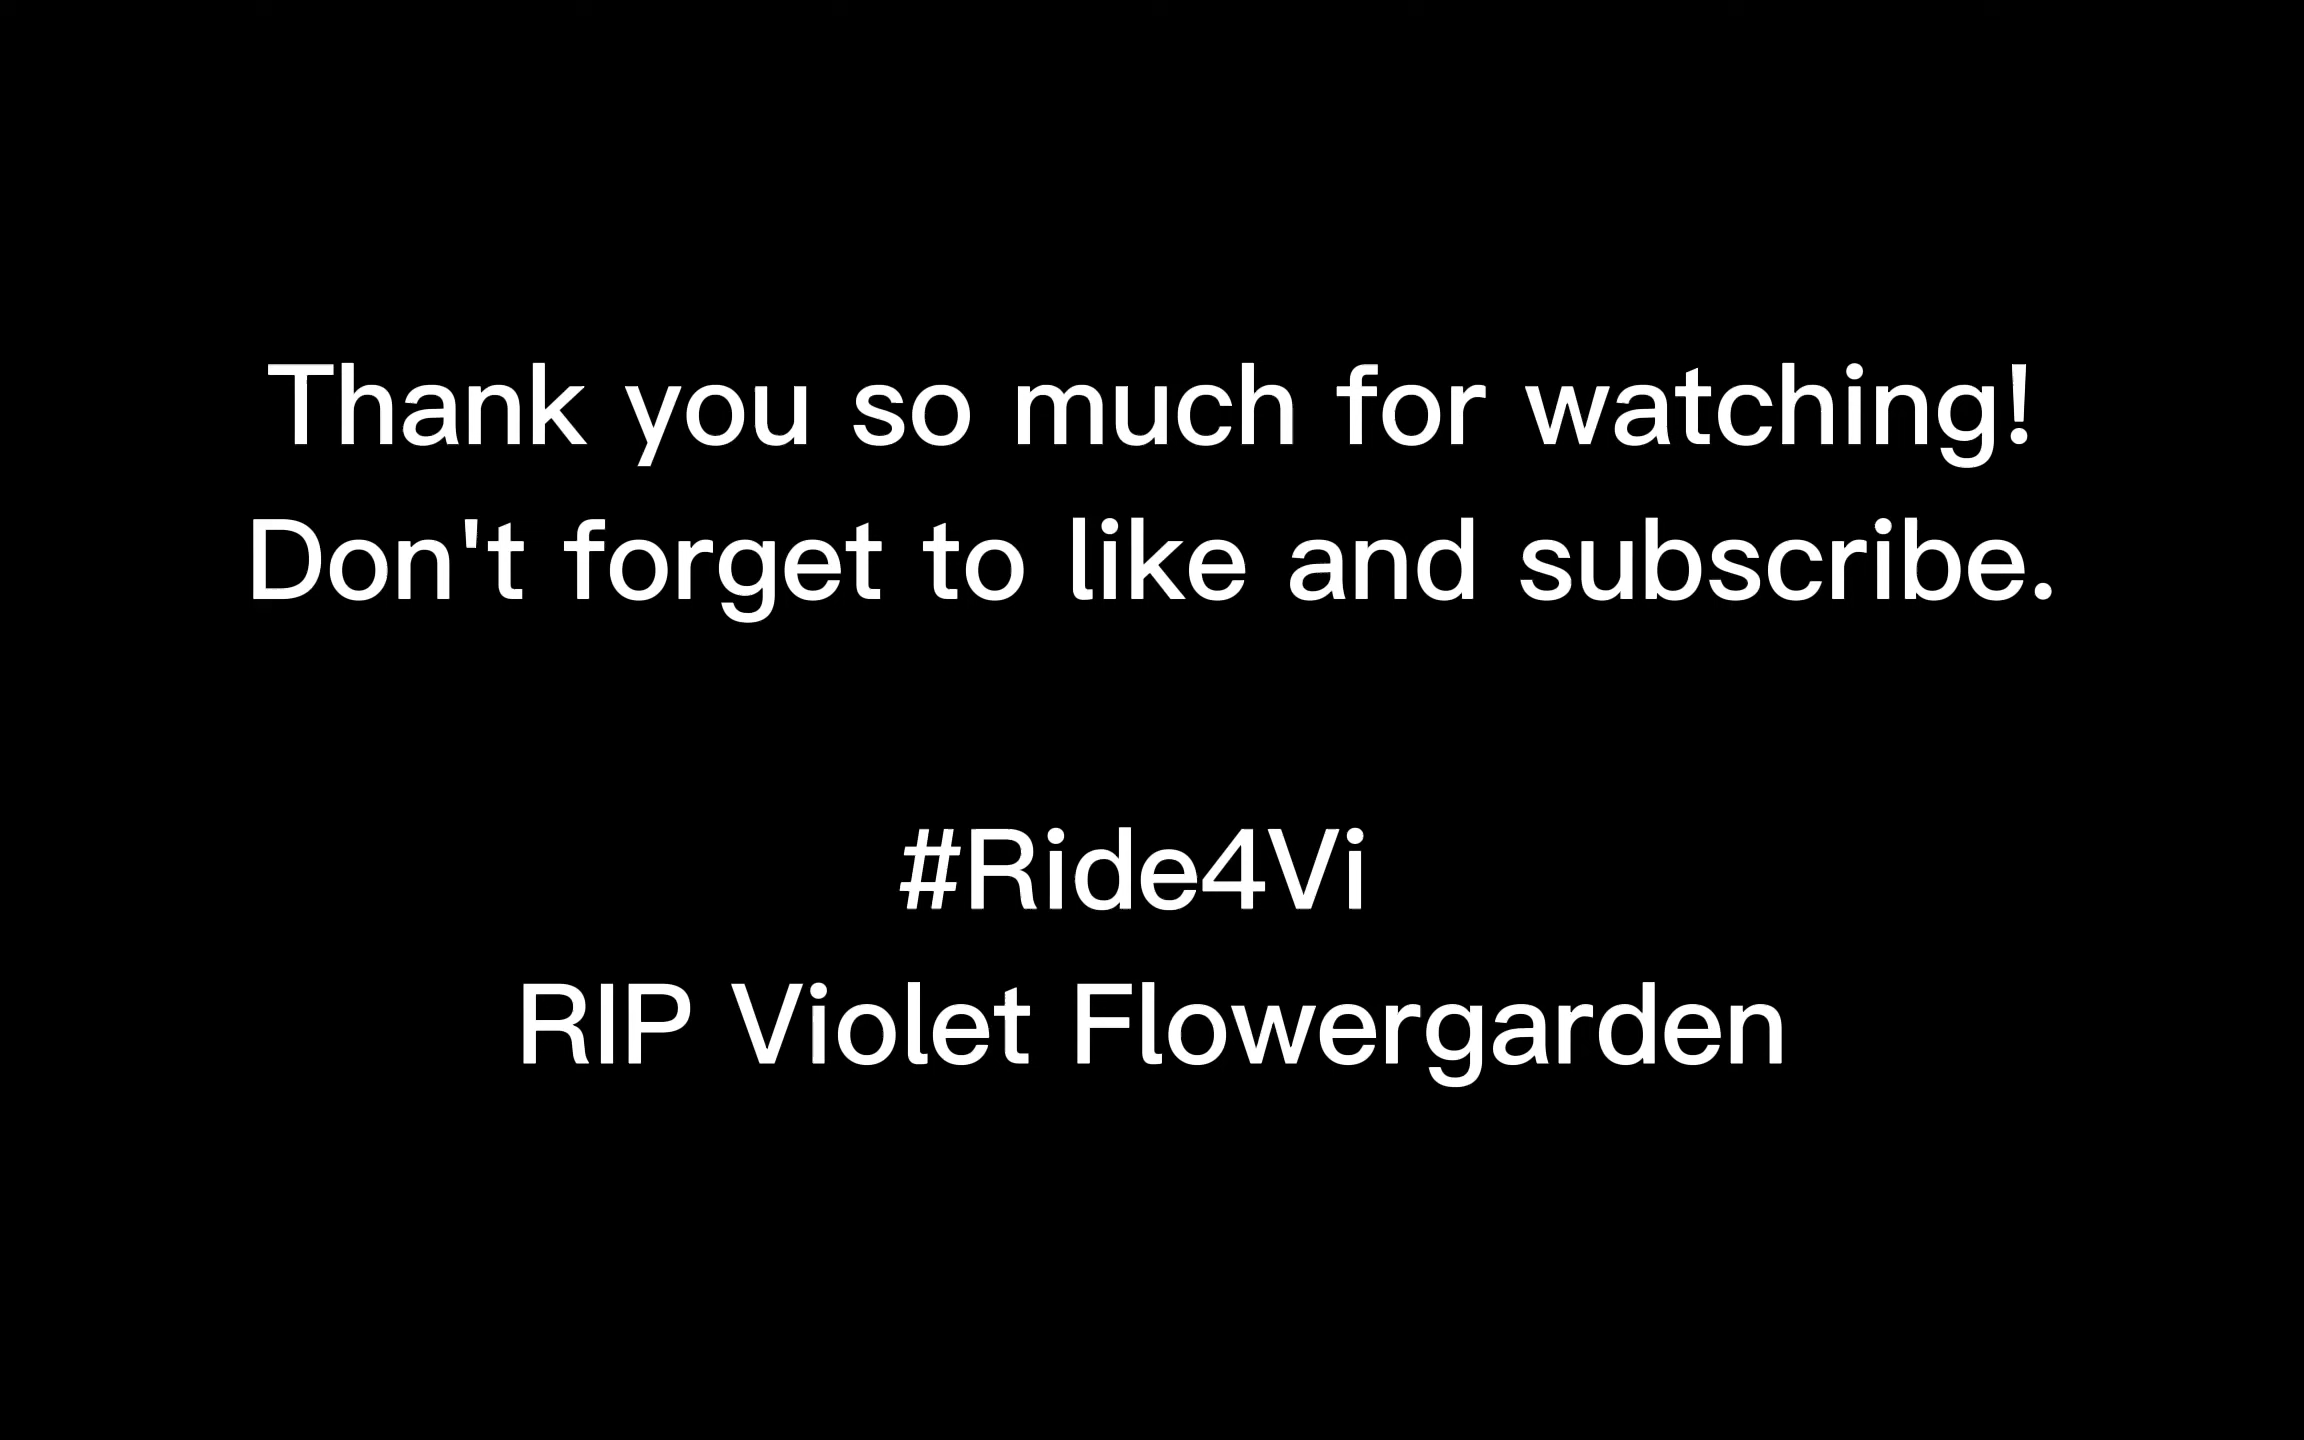 Thank you so much for watching!
Don't forget to like and subscribe.
#Ride4Vi
RIP Violet Flowergarden